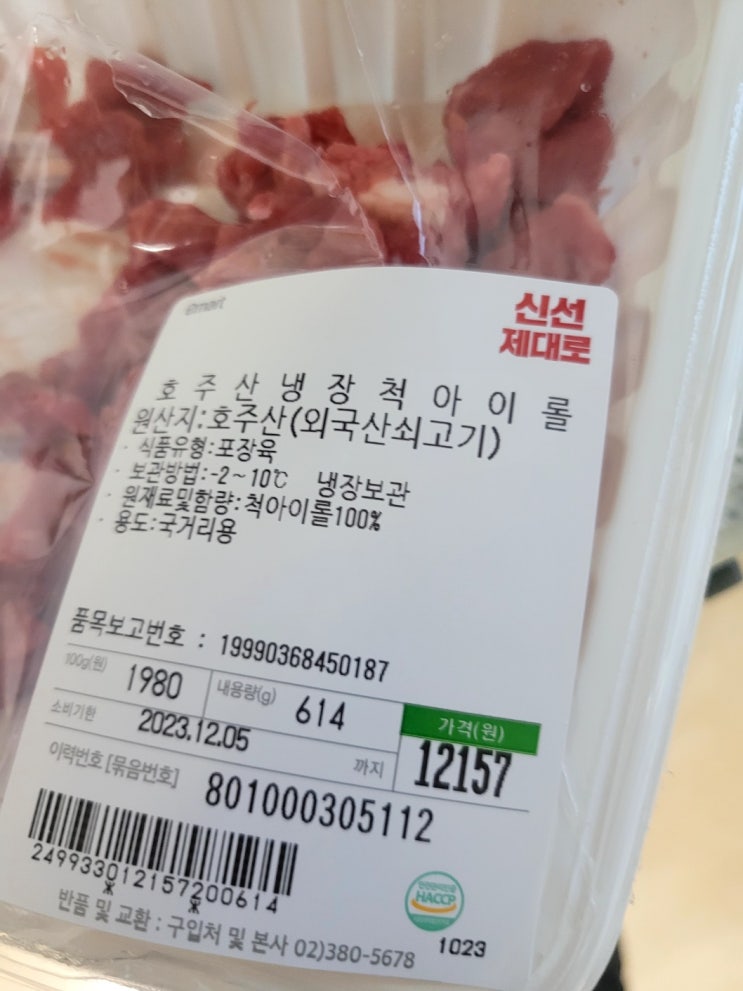 emart
신선
제대로
호주산냉장척아이롤
원산지:호주산(외국산쇠고기)
· 식품유형:포장육
· 보관방법:-2~10℃ 냉장보관
· 원재료및함량:척아이롤100%
· 용도:국거리용
품목보고번호 : 19990368450187
100g(원) 1980 내용량(g) 614 가격(원)
소비기한 2023.12.05 까지 12157
이력번호 [묶음번호] 801000305112
249933012157200614
HACCP
반품 및 교환 : 구입처 및 본사 02)380-5678 1023